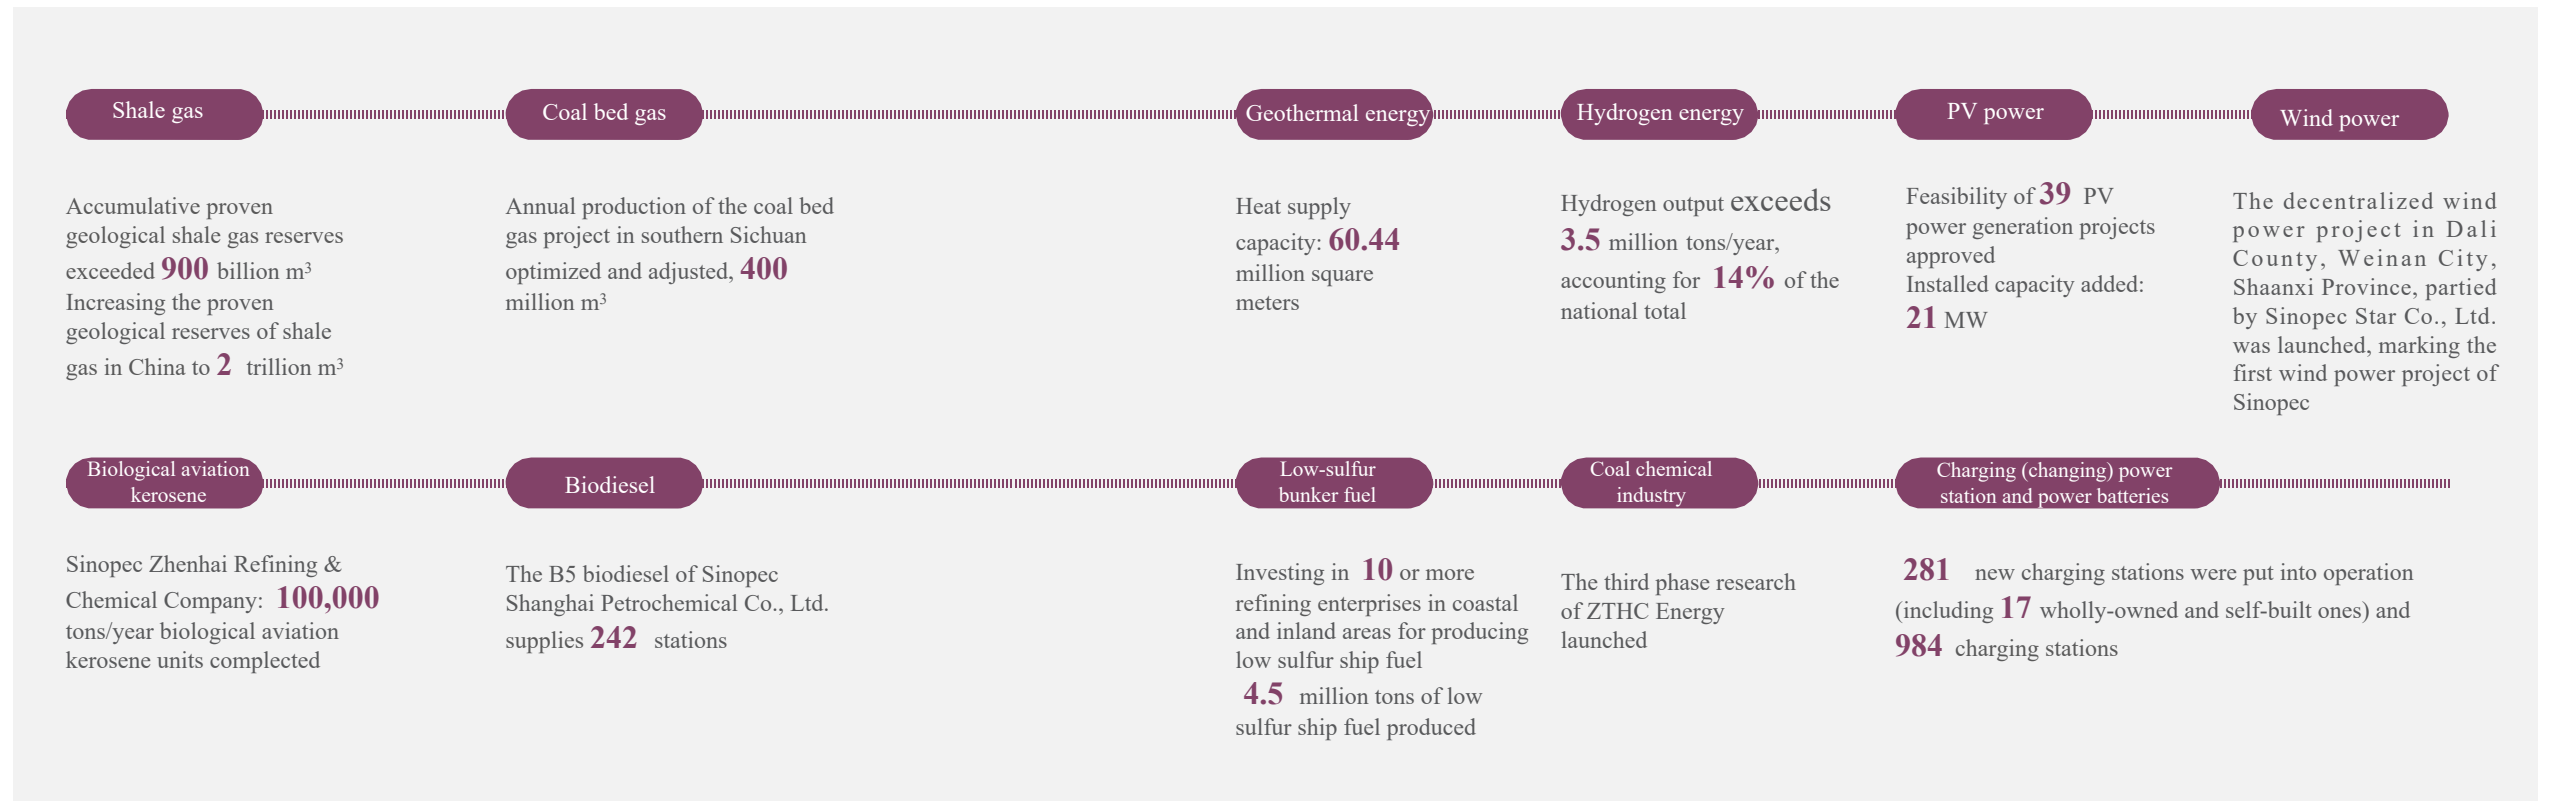 Shale gas
Accumulative proven
geological shale gas reserves
exceeded 900 billion m³
Increasing the proven
geological reserves of shale
gas in China to 2 trillion m³
Coal bed gas
Annual production of the coal bed
gas project in southern Sichuan
optimized and adjusted, 400
million m³
Geothermal energy
Heat supply
capacity: 60.44
million square
meters
Hydrogen energy
Hydrogen output exceeds
3.5 million tons/year,
accounting for 14% of the
national total
PV power
Feasibility of 39 PV
power generation projects
approved
Installed capacity added:
21 MW
Wind power
The decentralized wind
power project in Dali
County, Weinan City,
Shaanxi Province, partied
by Sinopec Star Co., Ltd.
was launched, marking the
first wind power project of
Sinopec
Biological aviation
kerosene
Sinopec Zhenhai Refining &
Chemical Company: 100,000
tons/year biological aviation
kerosene units complected
Biodiesel
The B5 biodiesel of Sinopec
Shanghai Petrochemical Co., Ltd.
supplies 242 stations
Low-sulfur
bunker fuel
Investing in 10 or more
refining enterprises in coastal
and inland areas for producing
low sulfur ship fuel
4.5 million tons of low
sulfur ship fuel produced
Coal chemical
industry
The third phase research
of ZTHC Energy
launched
Charging (changing) power
station and power batteries
281 new charging stations were put into operation
(including 17 wholly-owned and self-built ones) and
984 charging stations